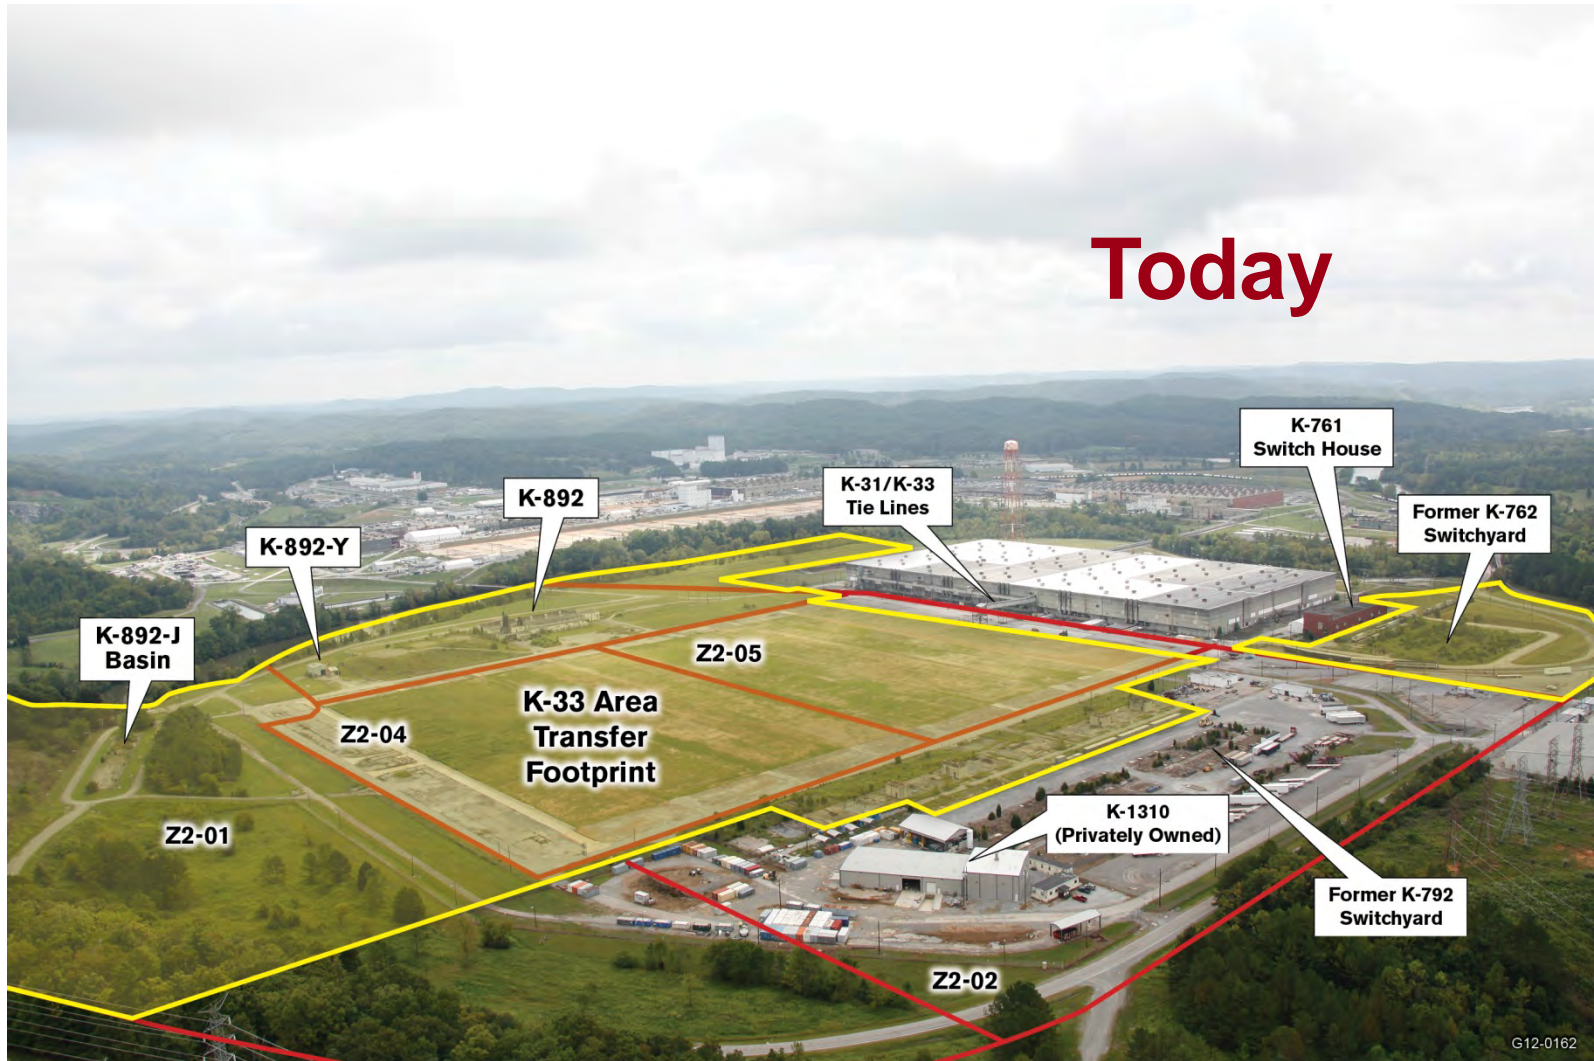 Today
K-761
Switch House
K-31/K-33
Tie Lines
K-892
Former K-762
Switchyard
K-892-Y
K-892-J
Basin
Z2-05
K-33 Area
Transfer
Footprint
Z2-04
Z2-01
K-1310
(Privately Owned)
Former K-792
Switchyard
Z2-02
G12-0162